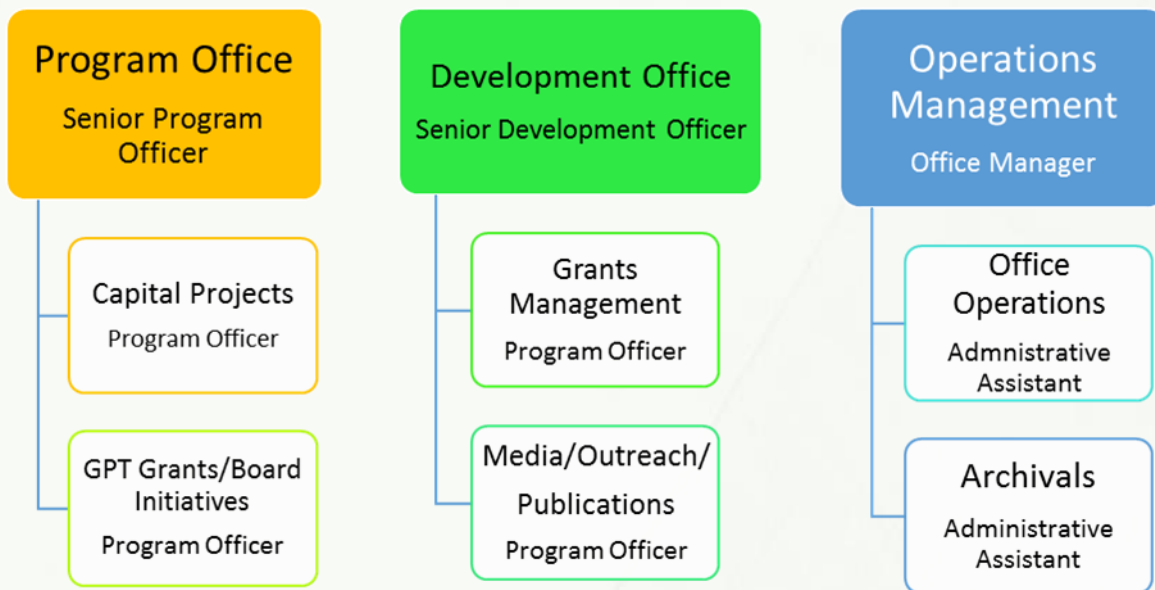 Program Office
Senior Program
Officer
Capital Projects
Program Officer
GPT Grants/Board
Initiatives
Program Officer
Development Office
Senior Development Officer
Grants
Management
Program Officer
Media/Outreach/
Publications
Program Officer
Operations
Management
Office Manager
Office
Operations
Admnistrative
Assistant
Archivals
Administrative
Assistant